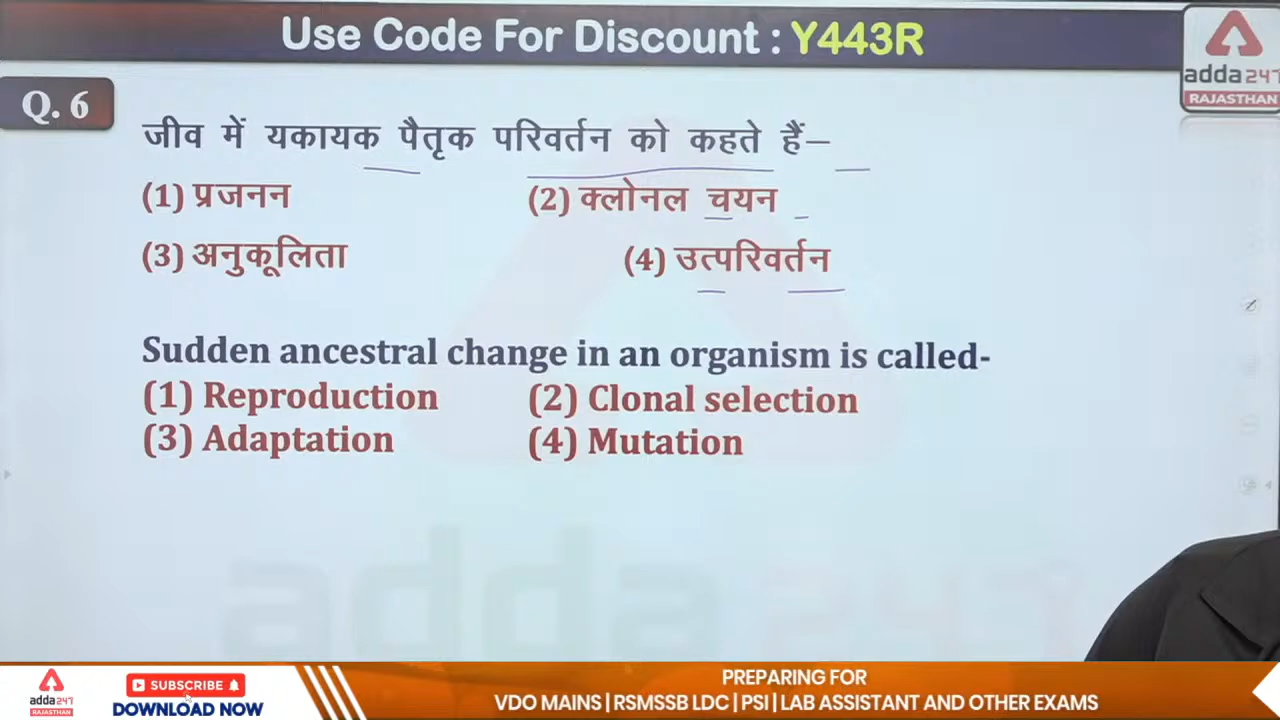 Use Code For Discount : Y443R
adda247
RAJASTHAN
Q. 6
जीव में यकायक पैतृक परिवर्तन को कहते हैं–
(1) प्रजनन (2) क्लोनल चयन
(3) अनुकूलिता (4) उत्परिवर्तन
Sudden ancestral change in an organism is called-
(1) Reproduction (2) Clonal selection
(3) Adaptation (4) Mutation
adda247
adda247
RAJASTHAN
SUBSCRIBE
DOWNLOAD NOW
PREPARING FOR
VDO MAINS | RSMSSB LDC | PSI | LAB ASSISTANT AND OTHER EXAMS